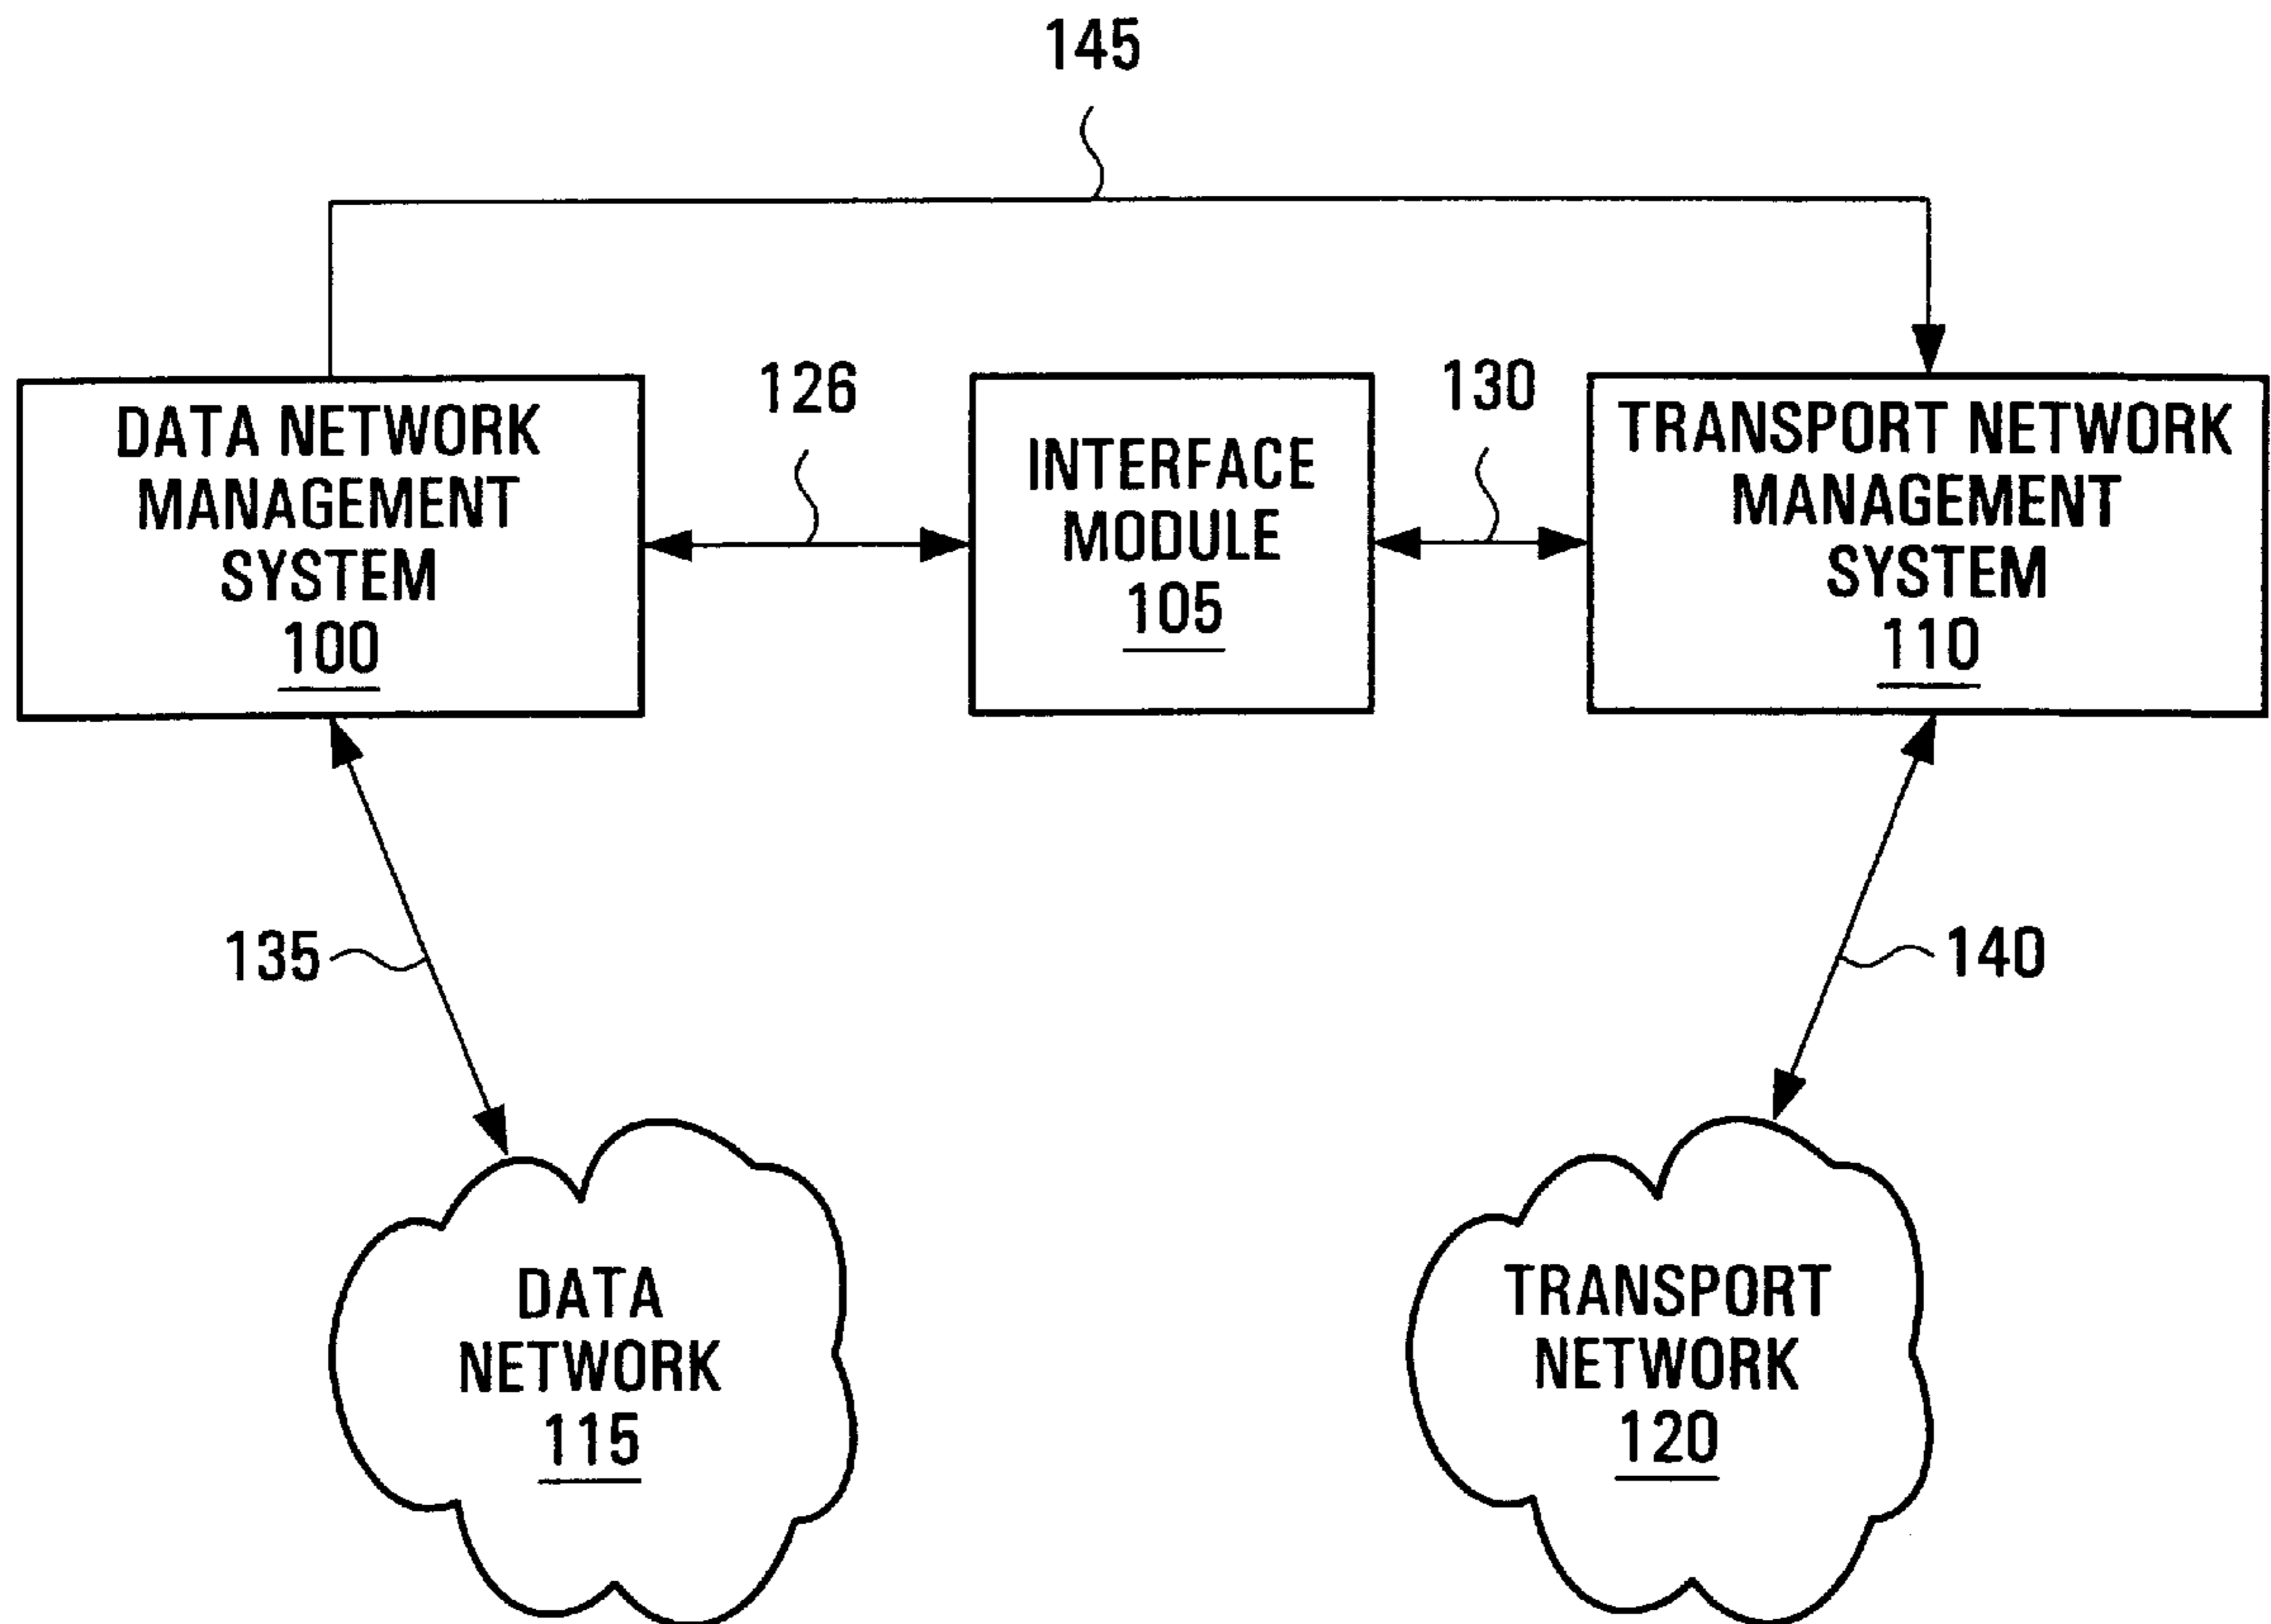 145
126
130
DATA NETWORK
MANAGEMENT
SYSTEM
100
INTERFACE
MODULE
105
TRANSPORT NETWORK
MANAGEMENT
SYSTEM
110
135
140
DATA
NETWORK
115
TRANSPORT
NETWORK
120